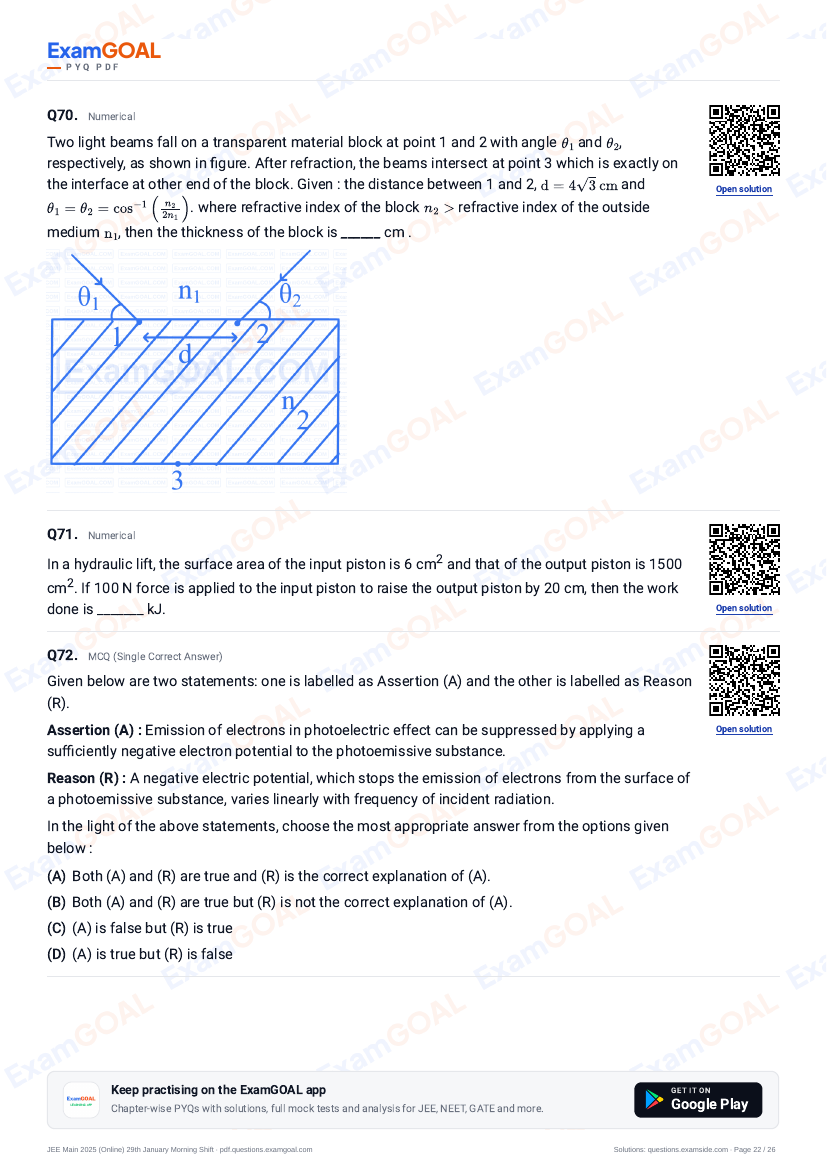 ExamGOAL
PYQ PDF
Q70. Numerical
Two light beams fall on a transparent material block at point 1 and 2 with angle θ₁ and θ₂,
respectively, as shown in figure. After refraction, the beams intersect at point 3 which is exactly on
the interface at other end of the block. Given : the distance between 1 and 2, d = 4√3 cm and
θ₁ = θ₂ = cos⁻¹ (n₂/2n₁). where refractive index of the block n₂ > refractive index of the outside
medium n₁, then the thickness of the block is ______ cm .
Open solution
θ₁ n₁ θ₂
1 2
d
n₂
3
ExamGOAL.COM
Q71. Numerical
In a hydraulic lift, the surface area of the input piston is 6 cm² and that of the output piston is 1500
cm². If 100 N force is applied to the input piston to raise the output piston by 20 cm, then the work
done is _______ kJ.
Open solution
Q72. MCQ (Single Correct Answer)
Given below are two statements: one is labelled as Assertion (A) and the other is labelled as Reason
(R).
Assertion (A) : Emission of electrons in photoelectric effect can be suppressed by applying a
sufficiently negative electron potential to the photoemissive substance.
Reason (R) : A negative electric potential, which stops the emission of electrons from the surface of
a photoemissive substance, varies linearly with frequency of incident radiation.
In the light of the above statements, choose the most appropriate answer from the options given
below :
(A) Both (A) and (R) are true and (R) is the correct explanation of (A).
(B) Both (A) and (R) are true but (R) is not the correct explanation of (A).
(C) (A) is false but (R) is true
(D) (A) is true but (R) is false
Open solution
ExamGOAL
Keep practising on the ExamGOAL app
Chapter-wise PYQs with solutions, full mock tests and analysis for JEE, NEET, GATE and more.
GET IT ON
Google Play
JEE Main 2025 (Online) 29th January Morning Shift · pdf.questions.examgoal.com
Solutions: questions.examside.com · Page 22 / 26